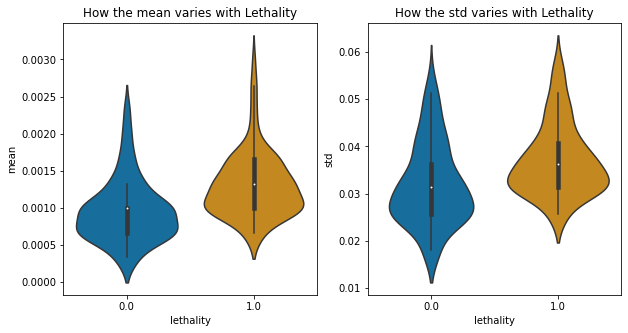 How the mean varies with Lethality
How the std varies with Lethality
mean
0.0030
0.0025
0.0020
0.0015
0.0010
0.0005
0.0000
0.0
1.0
lethality
std
0.06
0.05
0.04
0.03
0.02
0.01
0.0
1.0
lethality